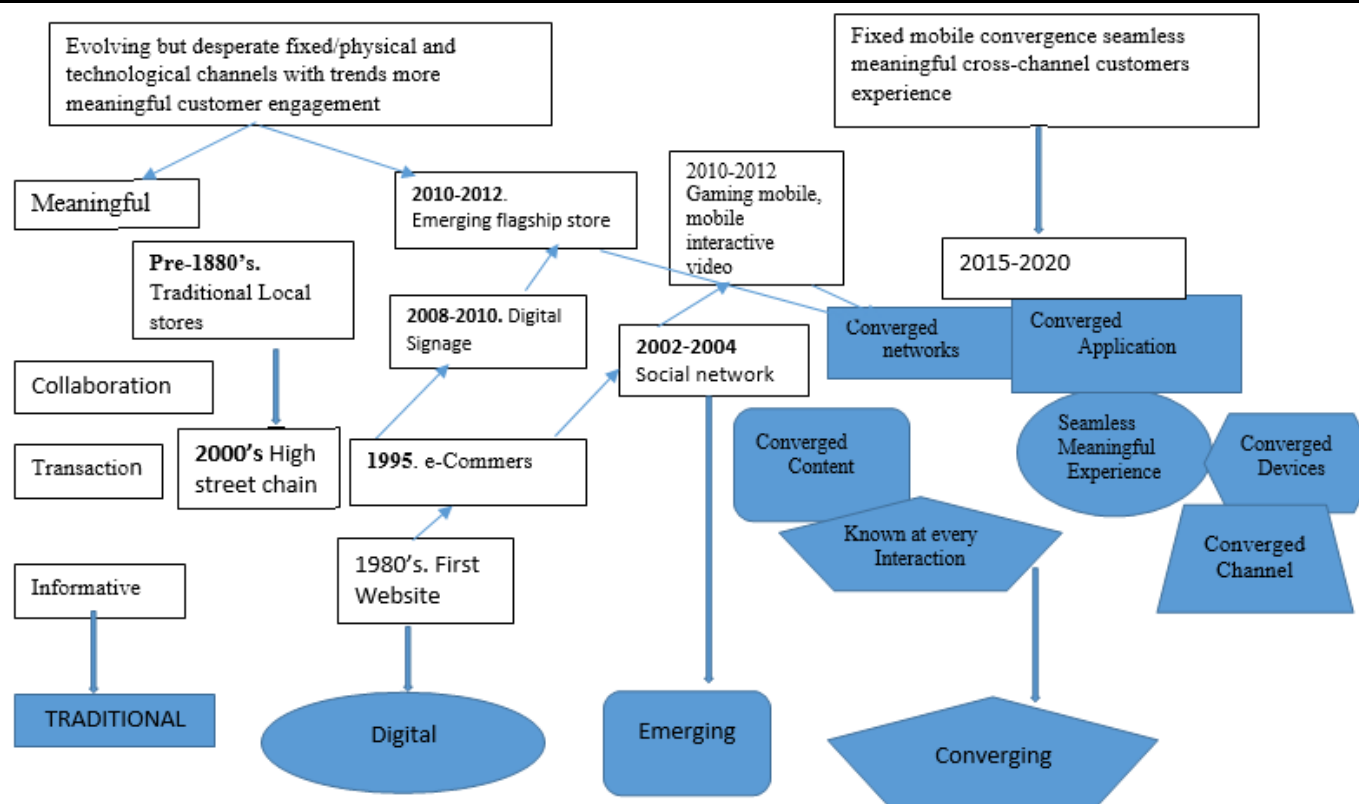 Evolving but desperate fixed/physical and
technological channels with trends more
meaningful customer engagement
Fixed mobile convergence seamless
meaningful cross-channel customers
experience
Meaningful
2010-2012.
Emerging flagship store
2010-2012
Gaming mobile,
mobile
interactive
video
Pre-1880’s.
Traditional Local
stores
2015-2020
2008-2010. Digital
Signage
2002-2004
Social network
Converged
networks
Converged
Application
Collaboration
2000’s High
street chain
Transaction
1995. e-Commers
Converged
Content
Seamless
Meaningful
Experience
Converged
Devices
Known at every
Interaction
Converged
Channel
Informative
1980’s. First
Website
TRADITIONAL
Digital
Emerging
Converging